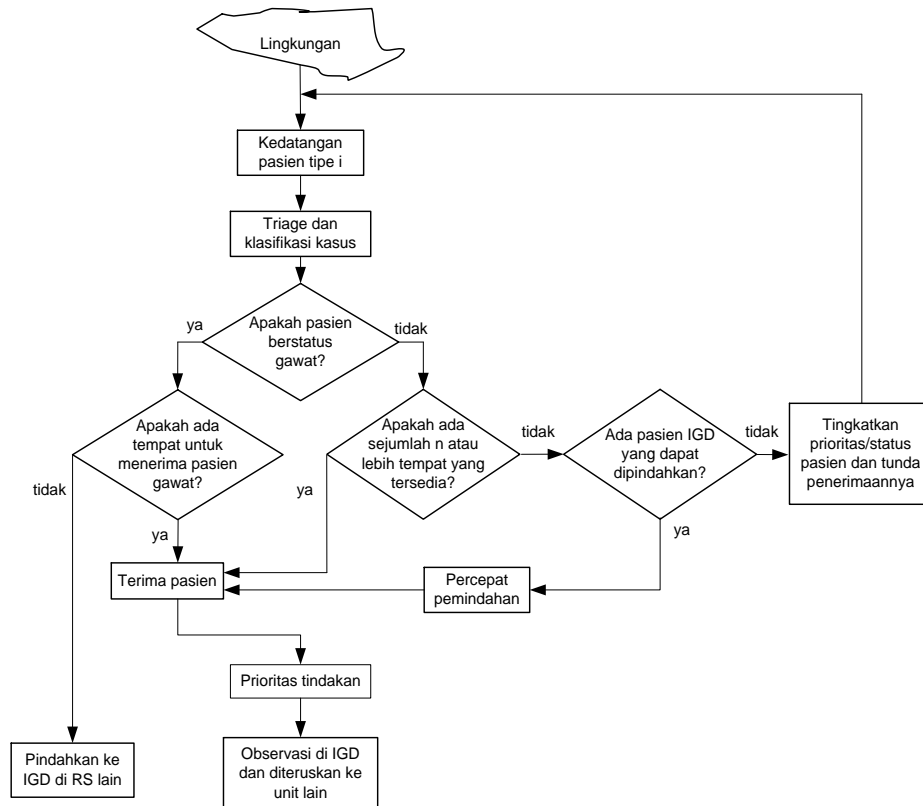 Lingkungan
Kedatangan
pasien tipe i
Triage dan
klasifikasi kasus
Apakah pasien
berstatus
gawat?
ya
tidak
Apakah ada
tempat untuk
menerima pasien
gawat?
tidak
ya
Apakah ada
sejumlah n atau
lebih tempat yang
tersedia?
ya
tidak
Ada pasien IGD
yang dapat
dipindahkan?
tidak
ya
Tingkatkan
prioritas/status
pasien dan tunda
penerimaannya
Terima pasien
Percepat
pemindahan
Prioritas tindakan
Pindahkan ke
IGD di RS lain
Observasi di IGD
dan diteruskan ke
unit lain